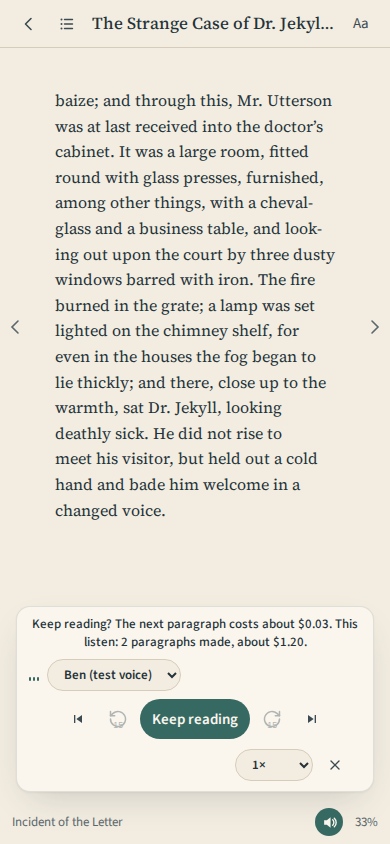 The Strange Case of Dr. Jekyl...
Aa
baize; and through this, Mr. Utterson
was at last received into the doctor’s
cabinet. It was a large room, fitted
round with glass presses, furnished,
among other things, with a cheval-
glass and a business table, and look-
ing out upon the court by three dusty
windows barred with iron. The fire
burned in the grate; a lamp was set
lighted on the chimney shelf, for
even in the houses the fog began to
lie thickly; and there, close up to the
warmth, sat Dr. Jekyll, looking
deathly sick. He did not rise to
meet his visitor, but held out a cold
hand and bade him welcome in a
changed voice.
Keep reading? The next paragraph costs about $0.03. This
listen: 2 paragraphs made, about $1.20.
... Ben (test voice)
15 Keep reading 15
1×
Incident of the Letter
33%